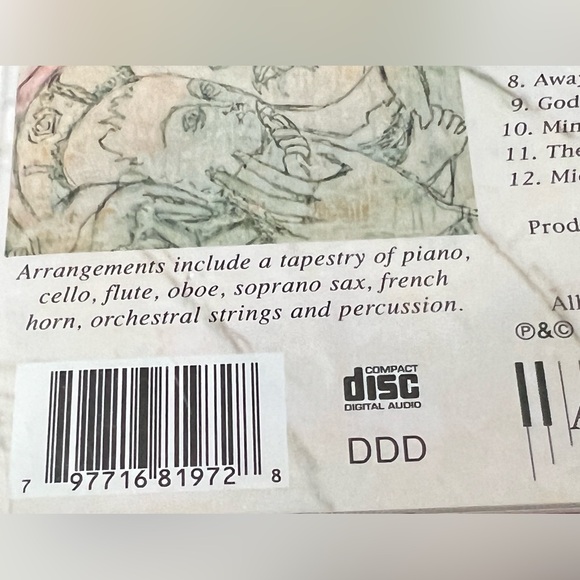 8. Away
9. God
10. Min
11. The
12. Mi
Prod
Arrangements include a tapestry of piano,
cello, flute, oboe, soprano sax, french
horn, orchestral strings and percussion.
All
℗&©
COMPACT
disc
DIGITAL AUDIO
DDD
7 97716 81972 8